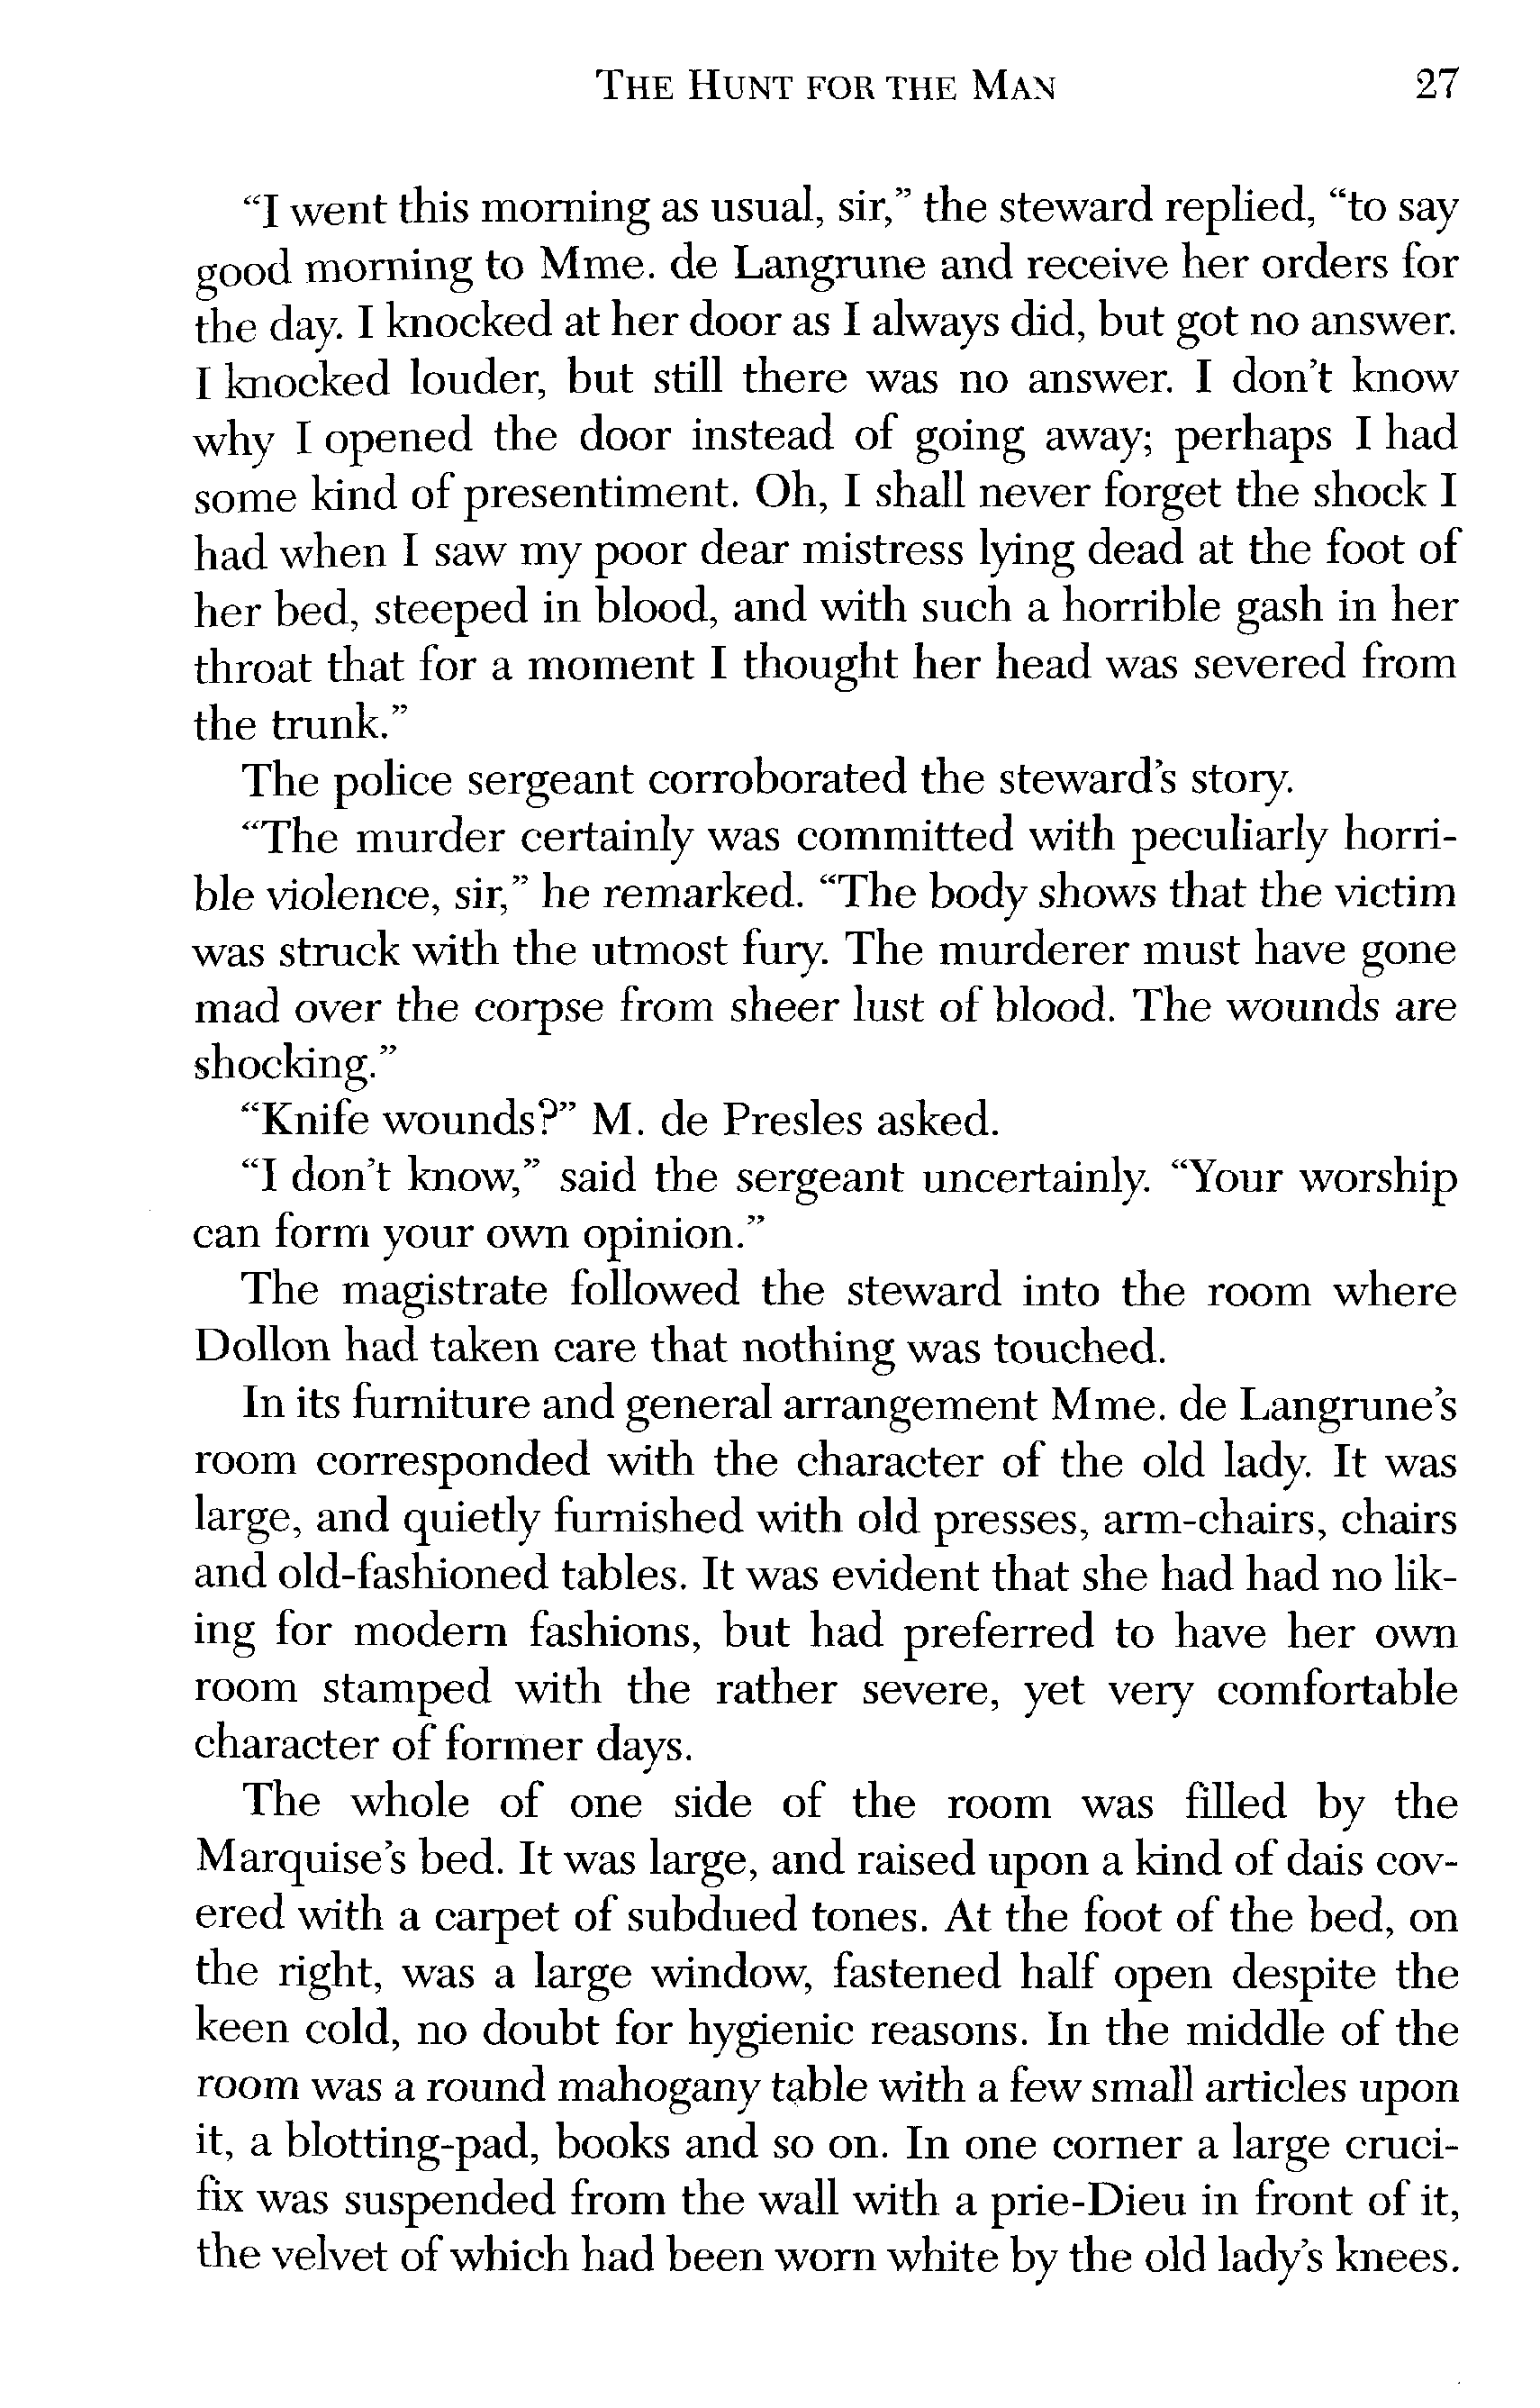 THE HUNT FOR THE MAN 27
“I went this morning as usual, sir,” the steward replied, “to say
good morning to Mme. de Langrune and receive her orders for
the day. I knocked at her door as I always did, but got no answer.
I knocked louder, but still there was no answer. I don’t know
why I opened the door instead of going away; perhaps I had
some kind of presentiment. Oh, I shall never forget the shock I
had when I saw my poor dear mistress lying dead at the foot of
her bed, steeped in blood, and with such a horrible gash in her
throat that for a moment I thought her head was severed from
the trunk.”
The police sergeant corroborated the steward’s story.
“The murder certainly was committed with peculiarly horri-
ble violence, sir,” he remarked. “The body shows that the victim
was struck with the utmost fury. The murderer must have gone
mad over the corpse from sheer lust of blood. The wounds are
shocking.”
“Knife wounds?” M. de Presles asked.
“I don’t know,” said the sergeant uncertainly. “Your worship
can form your own opinion.”
The magistrate followed the steward into the room where
Dollon had taken care that nothing was touched.
In its furniture and general arrangement Mme. de Langrune’s
room corresponded with the character of the old lady. It was
large, and quietly furnished with old presses, arm-chairs, chairs
and old-fashioned tables. It was evident that she had had no lik-
ing for modern fashions, but had preferred to have her own
room stamped with the rather severe, yet very comfortable
character of former days.
The whole of one side of the room was filled by the
Marquise’s bed. It was large, and raised upon a kind of dais cov-
ered with a carpet of subdued tones. At the foot of the bed, on
the right, was a large window, fastened half open despite the
keen cold, no doubt for hygienic reasons. In the middle of the
room was a round mahogany table with a few small articles upon
it, a blotting-pad, books and so on. In one corner a large cruci-
fix was suspended from the wall with a prie-Dieu in front of it,
the velvet of which had been worn white by the old lady’s knees.